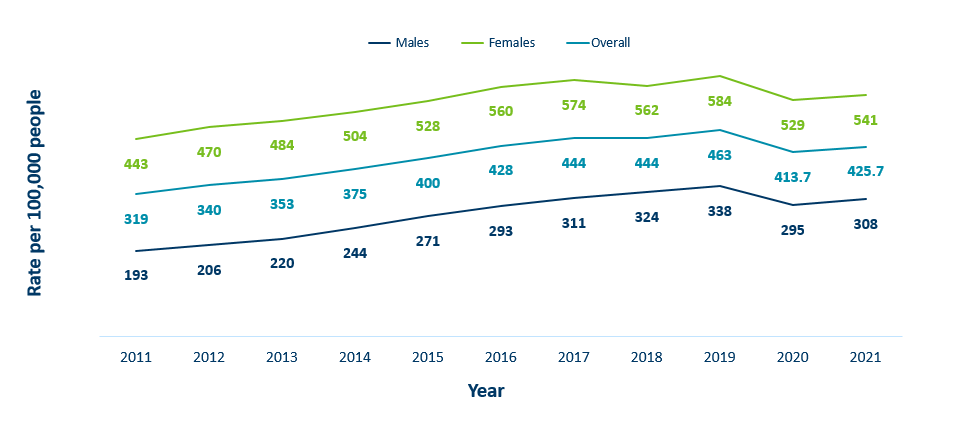 Males Females Overall
Rate per 100,000 people
443 470 484 504 528 560 574 562 584 529 541
319 340 353 375 400 428 444 444 463 413.7 425.7
193 206 220 244 271 293 311 324 338 295 308
2011 2012 2013 2014 2015 2016 2017 2018 2019 2020 2021
Year